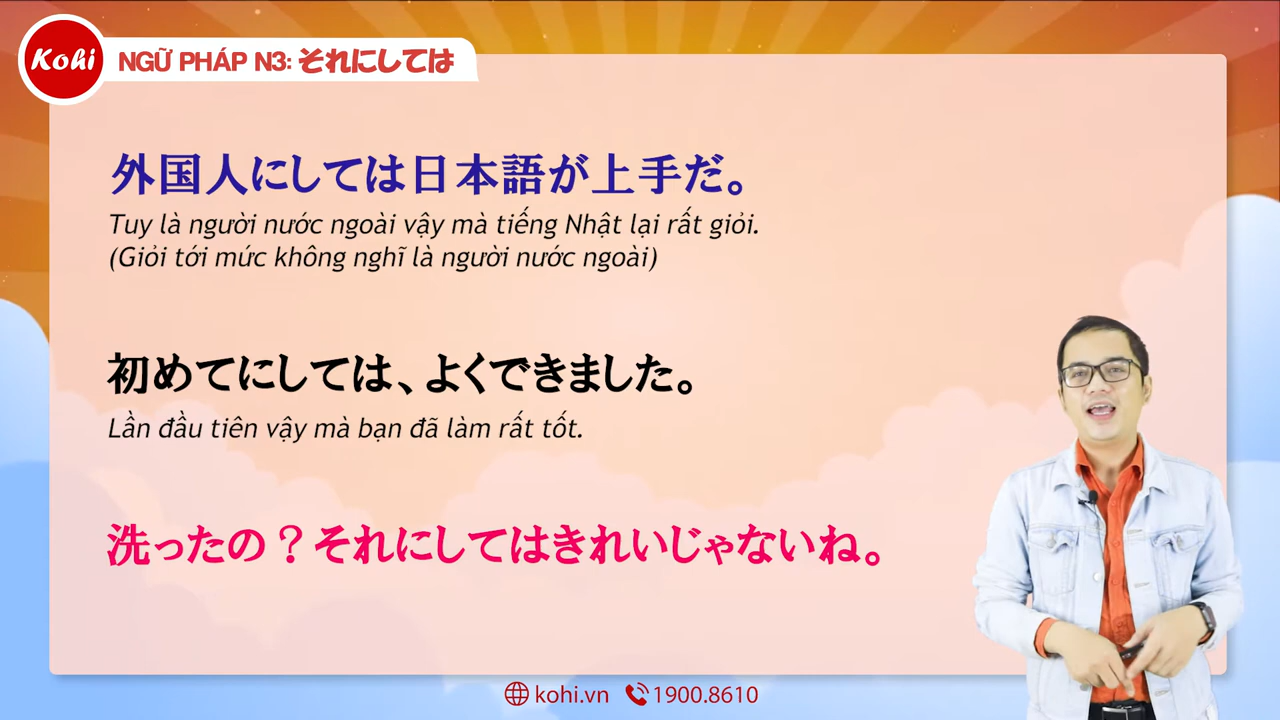 Kohi
NGỮ PHÁP N3: それにしては
外国人にしては日本語が上手だ。
Tuy là người nước ngoài vậy mà tiếng Nhật lại rất giỏi.
(Giỏi tới mức không nghĩ là người nước ngoài)
初めてにしては、よくできました。
Lần đầu tiên vậy mà bạn đã làm rất tốt.
洗ったの？それにしてはきれいじゃないね。
kohi.vn 1900.8610